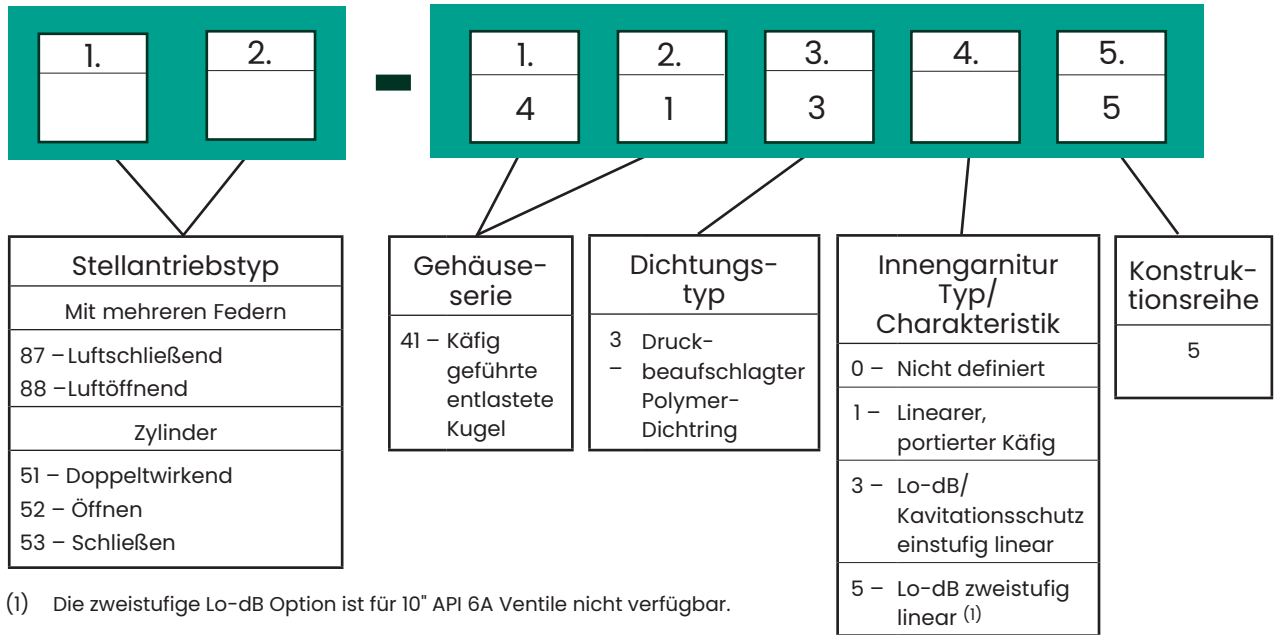 1.
2.
-
1.
2.
3.
4.
5.
4
1
3
5
Stellantriebstyp
Mit mehreren Federn
87 – Luftschließend
88 – Luftöffnend
Zylinder
51 – Doppeltwirkend
52 – Öffnen
53 – Schließen
Gehäuse-
serie
41 – Käfig
geführte
entlastete
Kugel
Dichtungs-
typ
3 Druck-
– beaufschlagter
Polymer-
Dichtring
Innengarnitur
Typ/
Charakteristik
0 – Nicht definiert
1 – Linearer,
portierter Käfig
3 – Lo-dB/
Kavitationsschutz
einstufig linear
5 – Lo-dB zweistufig
linear (1)
Konstruk-
tionsreihe
5
(1) Die zweistufige Lo-dB Option ist für 10" API 6A Ventile nicht verfügbar.